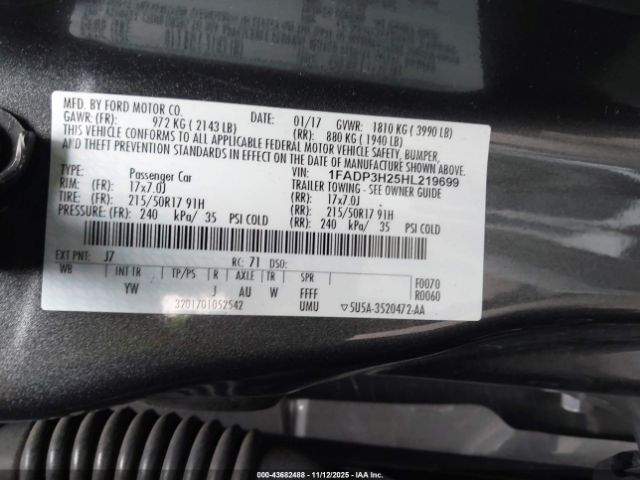 MFD. BY FORD MOTOR CO. DATE: 01/17 GVWR: 1810 KG ( 3990 LB)
GAWR: (FR): 972 KG ( 2143 LB) (RR): 880 KG ( 1940 LB)
THIS VEHICLE CONFORMS TO ALL APPLICABLE FEDERAL MOTOR VEHICLE SAFETY, BUMPER,
AND THEFT PREVENTION STANDARDS IN EFFECT ON THE DATE OF MANUFACTURE SHOWN ABOVE.
VIN: 1FADP3H25HL219699
TYPE: Passenger Car TRAILER TOWING - SEE OWNER GUIDE
RIM: 17x7.0J (RR): 17x7.0J
TIRE: 215/50R17 91H (RR): 215/50R17 91H
PRESSURE: (FR): 240 kPa/ 35 PSI COLD (RR): 240 kPa/ 35 PSI COLD
EXT PNT: J7 RC: 71 DSO:
WB INT TR TP/PS R AXLE TR SPR F0070
YW J AU W FFFF R0060
3201701052542 UMU ▽5U5A-3520472-AA
000-43682488 - 11/12/2025 - IAAI.CA